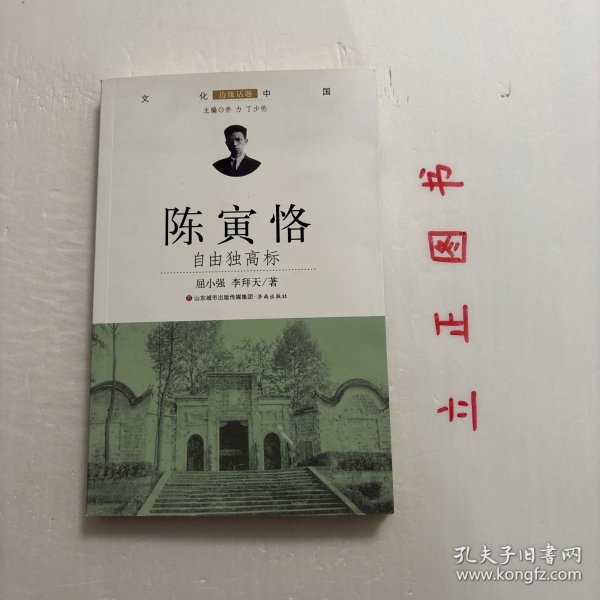 文化 边缘话题 中国
主编◎乔力 丁少伦
陈寅恪
自由独高标
屈小强 李拜天/著
山东城市出版传媒集团·济南出版社
立正图书
孔夫子旧书网
www.kongfz.com